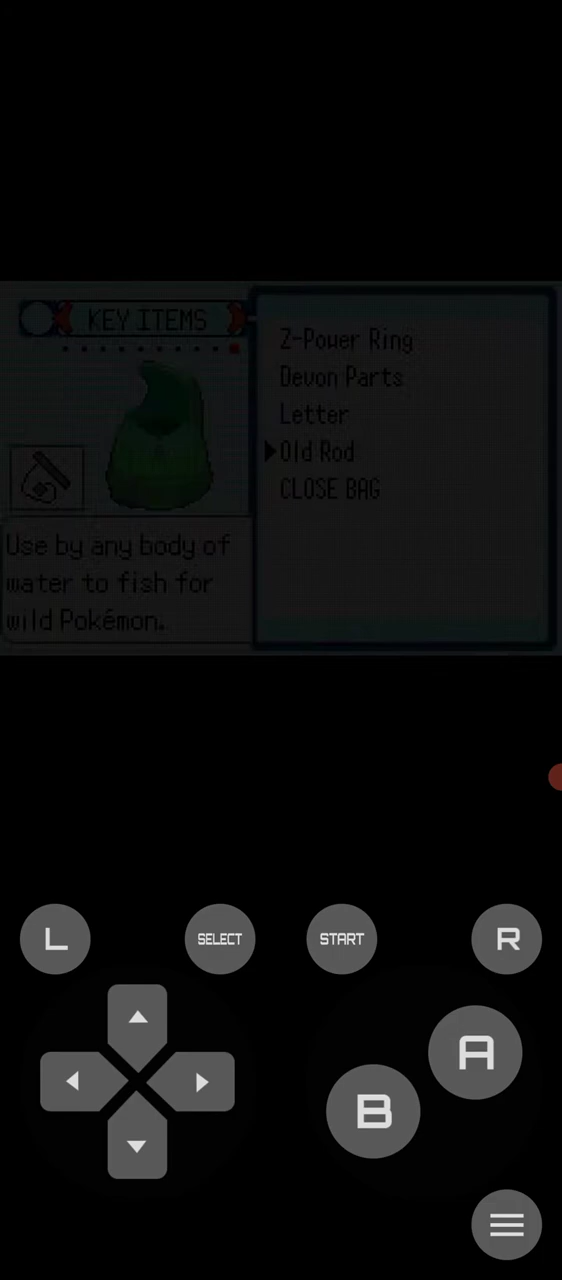 KEY ITEMS
Z-Power Ring
Devon Parts
Letter
Old Rod
CLOSE BAG
Use by any body of
water to fish for
wild Pokémon.
L
SELECT
START
R
A
B